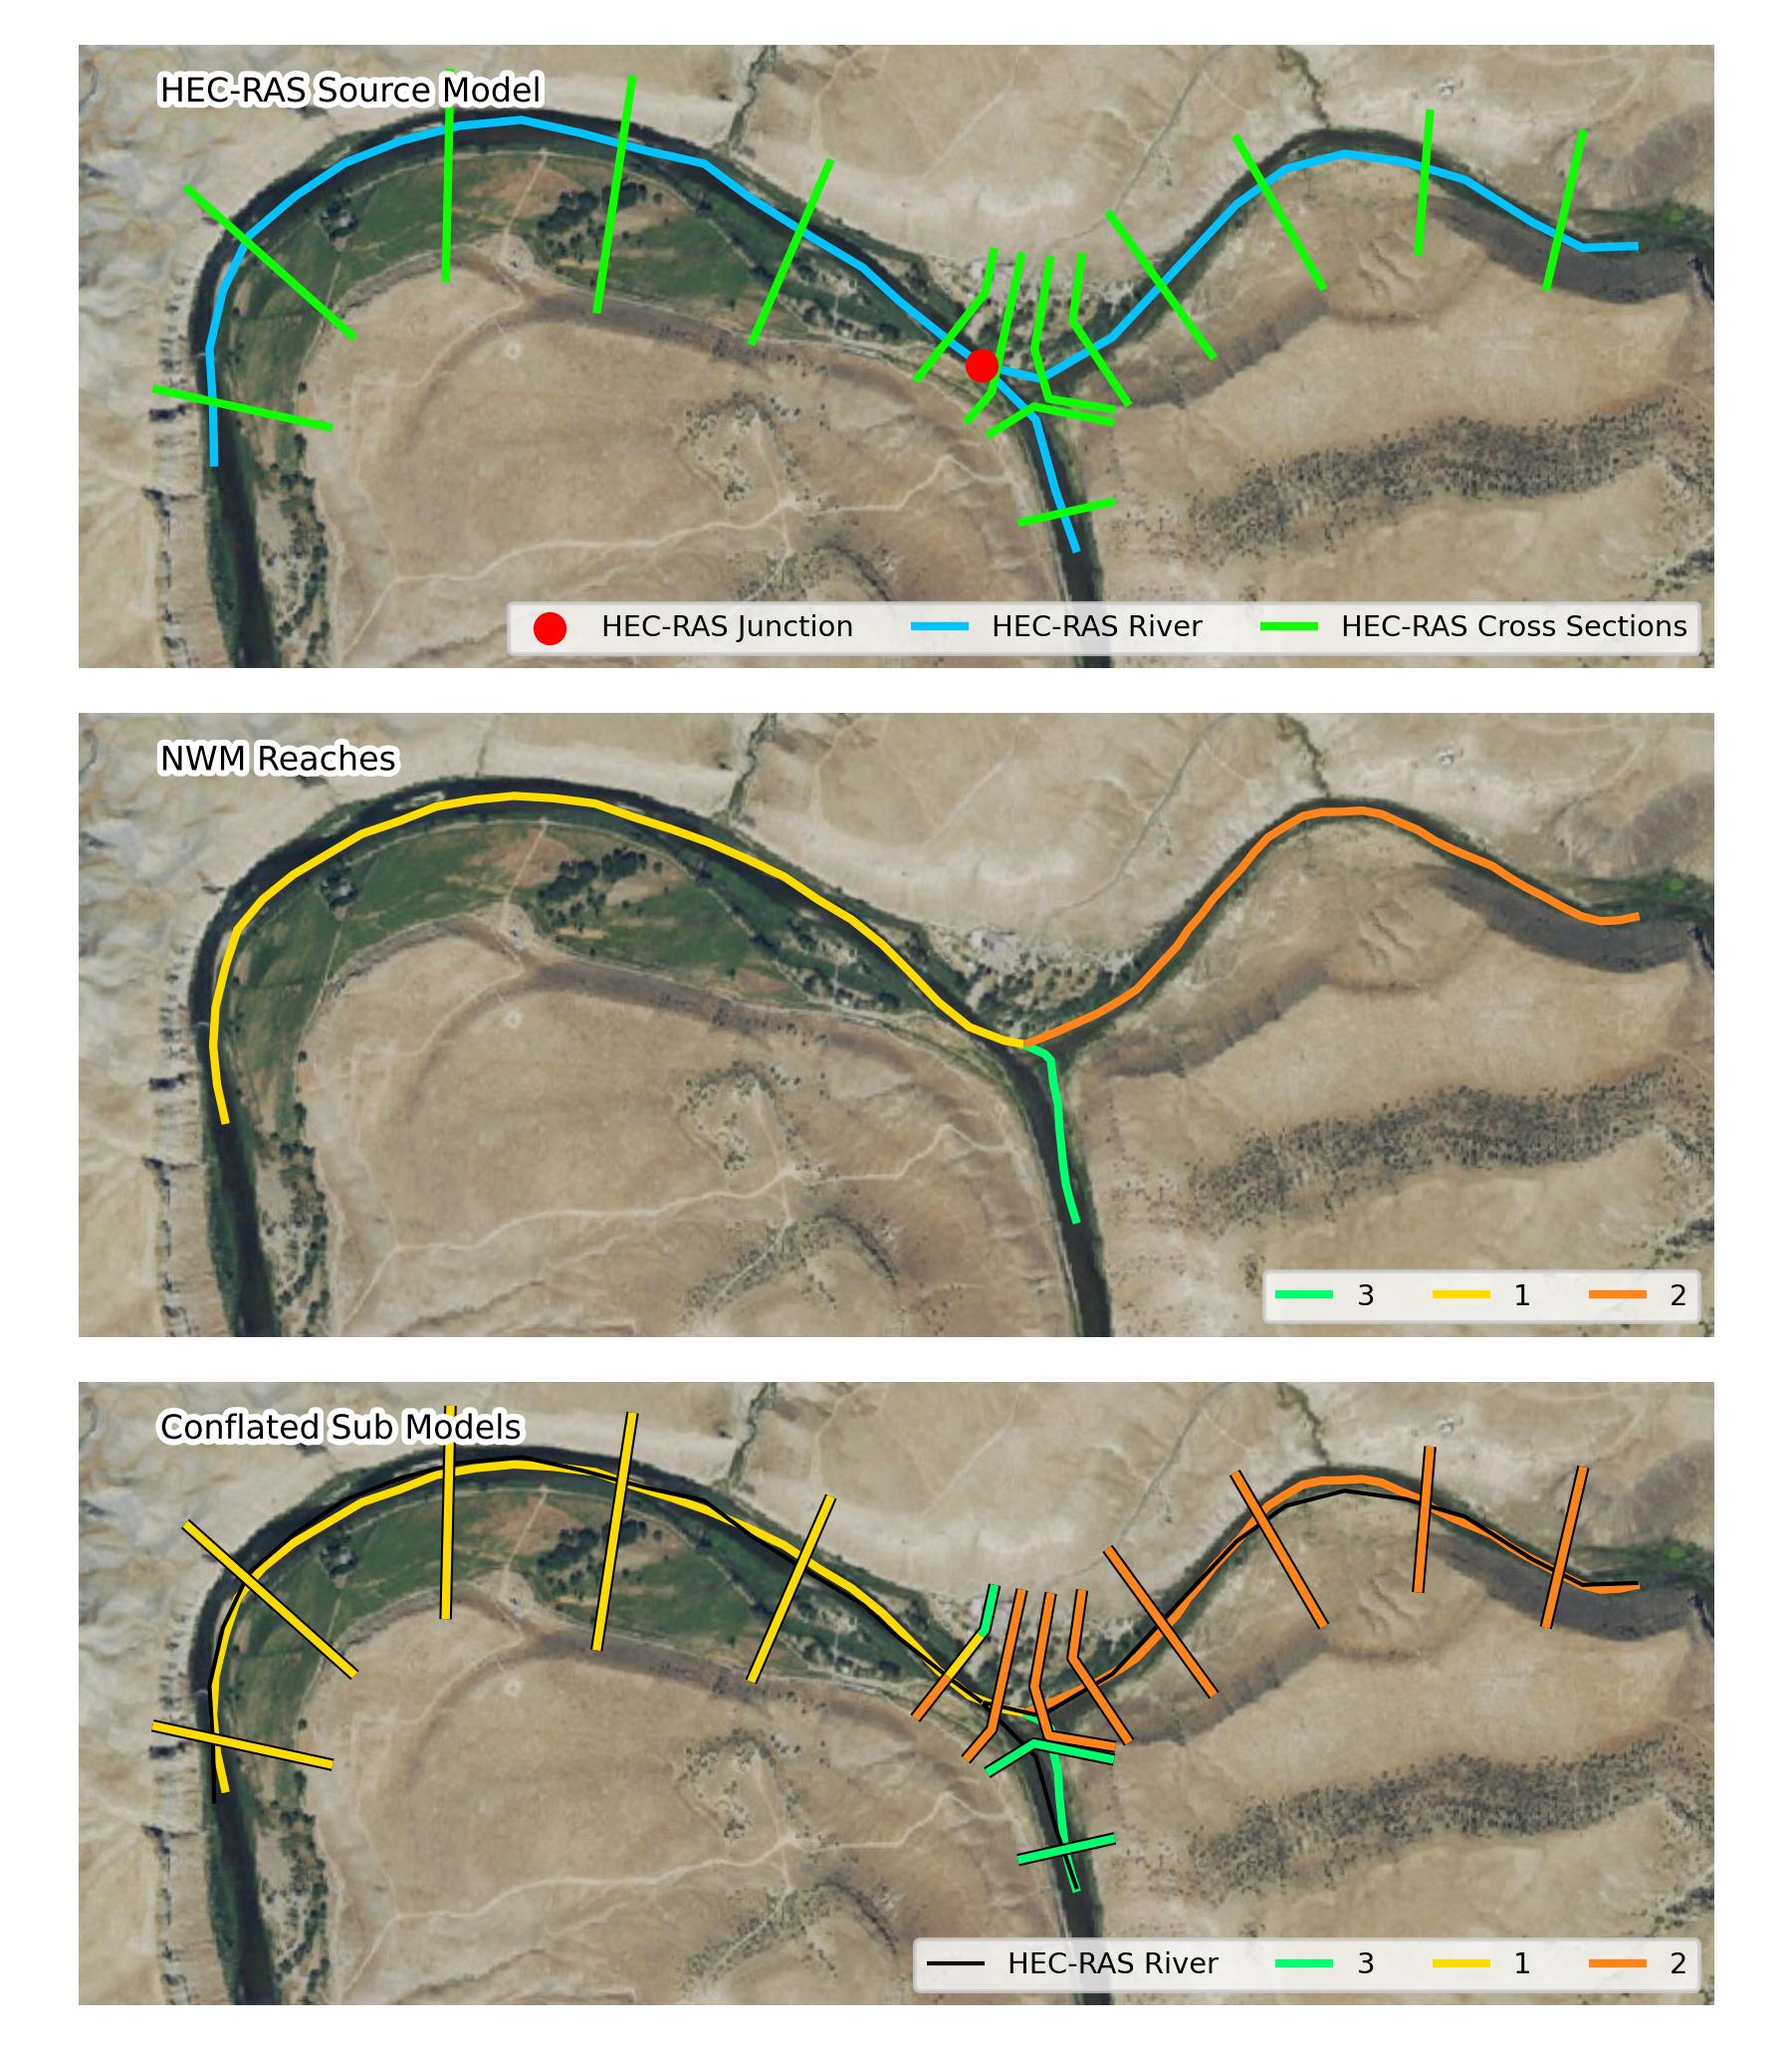 HEC-RAS Source Model
HEC-RAS Junction HEC-RAS River HEC-RAS Cross Sections
NWM Reaches
3 1 2
Conflated Sub Models
HEC-RAS River 3 1 2